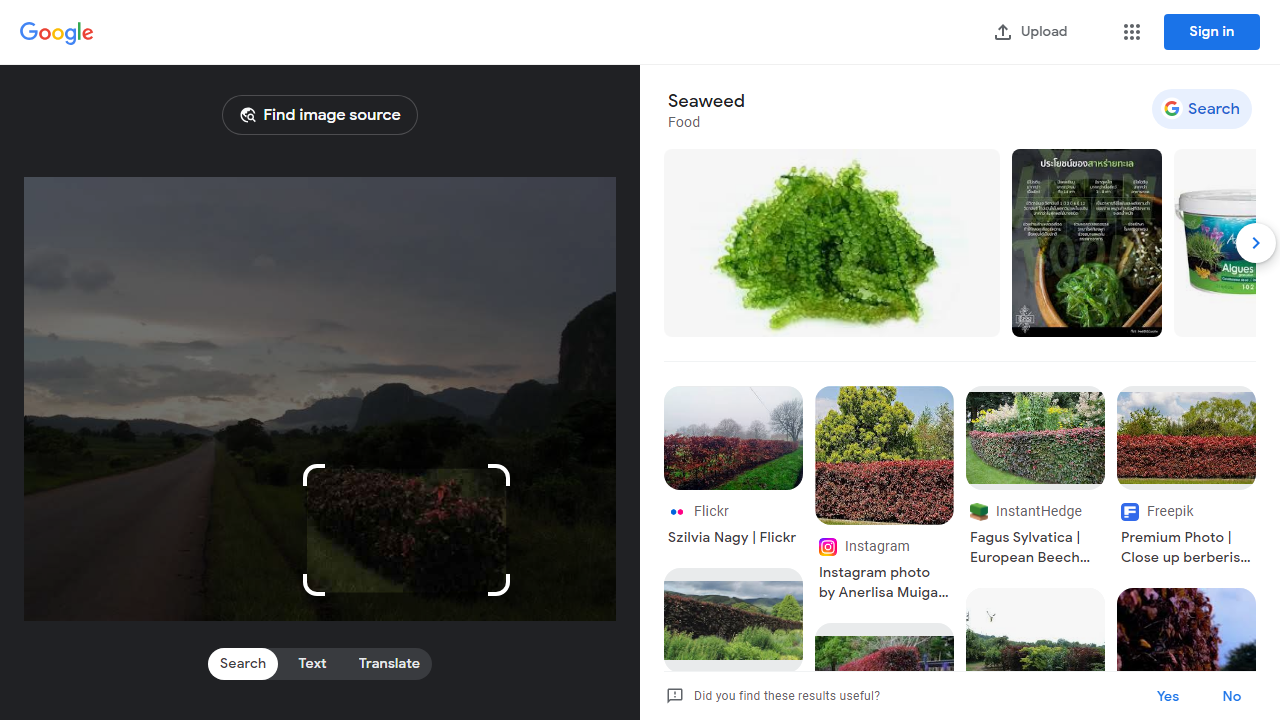 Google
Upload
Sign in
Find image source
Seaweed
Food
Search
ประโยชน์ของสาหร่ายทะเล
Algues
Flickr
Szilvia Nagy | Flickr
Instagram
Instagram photo
by Anerlisa Muiga...
InstantHedge
Fagus Sylvatica |
European Beech...
Freepik
Premium Photo |
Close up berberis...
Search
Text
Translate
Did you find these results useful?
Yes
No